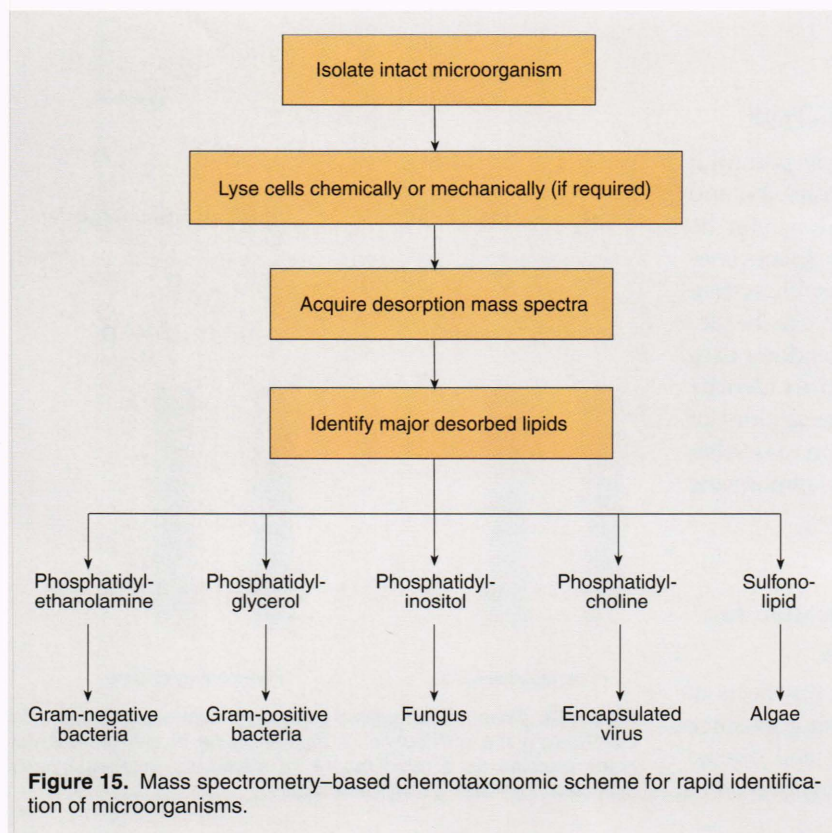 Isolate intact microorganism
Lyse cells chemically or mechanically (if required)
Acquire desorption mass spectra
Identify major desorbed lipids
Phosphatidyl-
ethanolamine
Phosphatidyl-
glycerol
Phosphatidyl-
inositol
Phosphatidyl-
choline
Sulfono-
lipid
Gram-negative
bacteria
Gram-positive
bacteria
Fungus
Encapsulated
virus
Algae
Figure 15. Mass spectrometry–based chemotaxonomic scheme for rapid identifica-
tion of microorganisms.